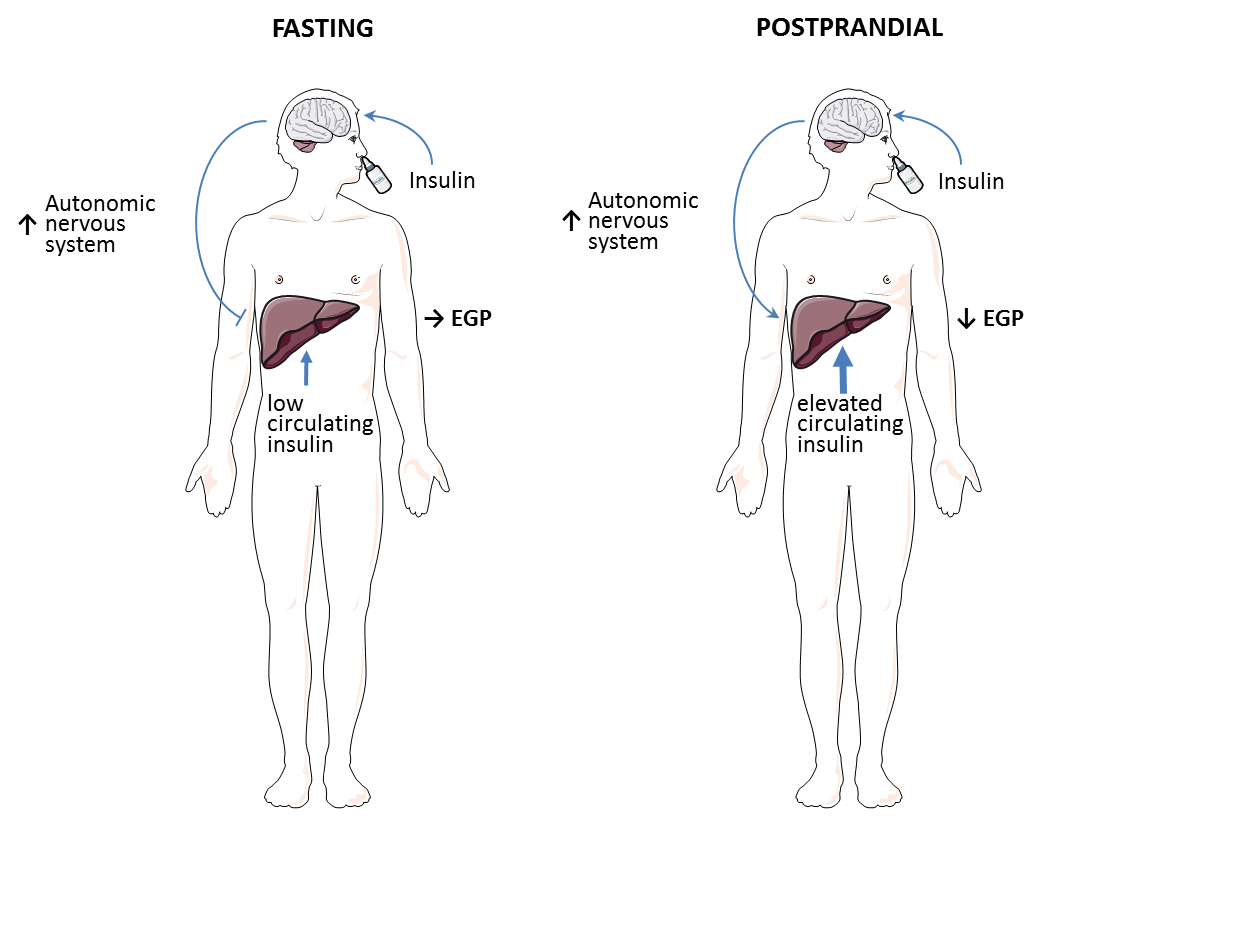 FASTING
Insulin
Autonomic
↑ nervous
system
→ EGP
low
circulating
insulin
POSTPRANDIAL
Insulin
Autonomic
↑ nervous
system
↓ EGP
elevated
circulating
insulin